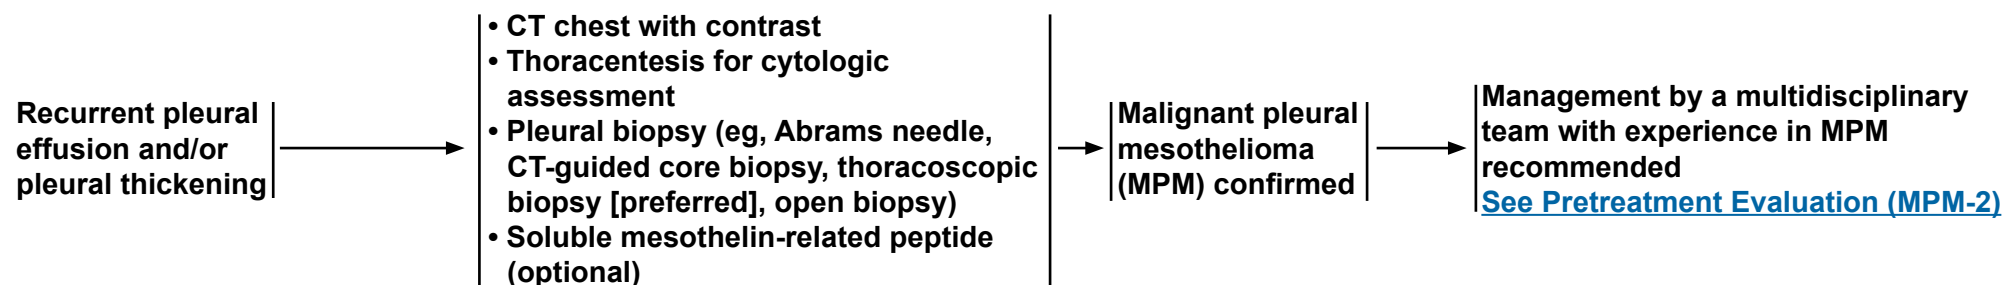 Recurrent pleural
effusion and/or
pleural thickening
• CT chest with contrast
• Thoracentesis for cytologic
assessment
• Pleural biopsy (eg, Abrams needle,
CT-guided core biopsy, thoracoscopic
biopsy [preferred], open biopsy)
• Soluble mesothelin-related peptide
(optional)
Malignant pleural
mesothelioma
(MPM) confirmed
Management by a multidisciplinary
team with experience in MPM
recommended
See Pretreatment Evaluation (MPM-2)